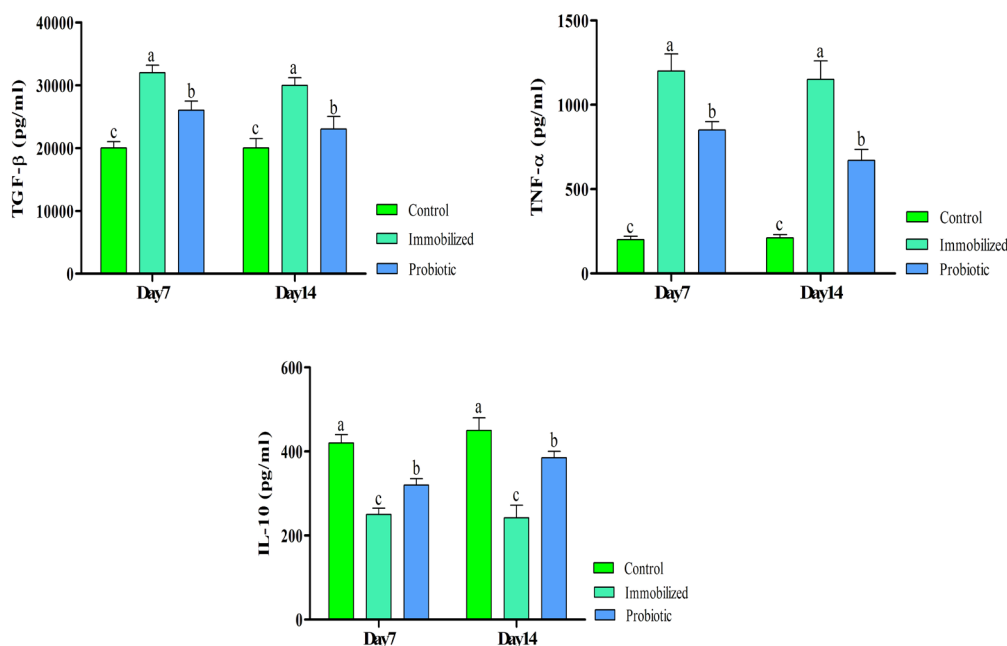 TGF-β (pg/ml)
40000
30000
20000
10000
0
c
a
b
c
a
b
Day7
Day14
Control
Immobilized
Probiotic
TNF-α (pg/ml)
1500
1000
500
0
c
a
b
c
a
b
Day7
Day14
Control
Immobilized
Probiotic
IL-10 (pg/ml)
600
400
200
0
a
c
b
a
c
b
Day7
Day14
Control
Immobilized
Probiotic